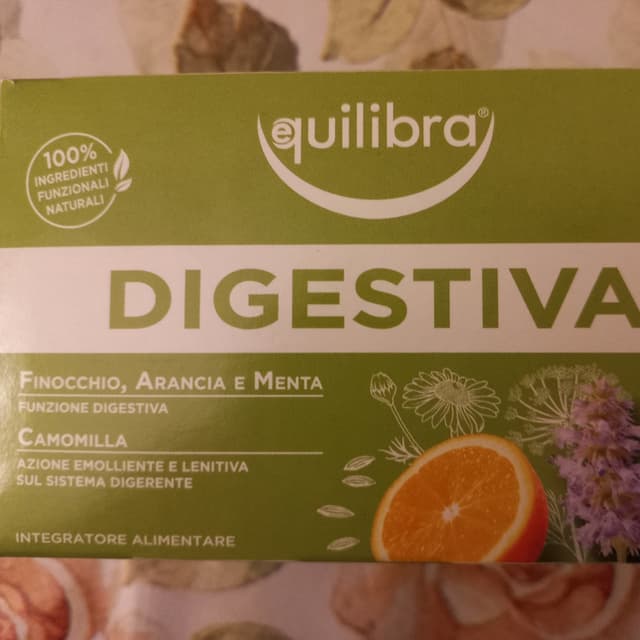 equilibra®
100%
INGREDIENTI
FUNZIONALI
NATURALI
DIGESTIVA
FINOCCHIO, ARANCIA E MENTA
FUNZIONE DIGESTIVA
CAMOMILLA
AZIONE EMOLLIENTE E LENITIVA
SUL SISTEMA DIGERENTE
INTEGRATORE ALIMENTARE